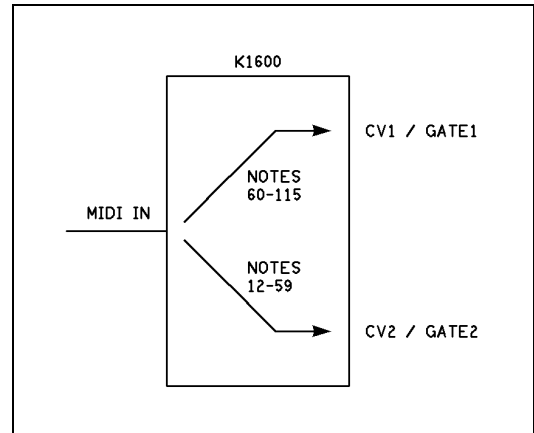 K1600
CV1 / GATE1
NOTES
60-115
MIDI IN
NOTES
12-59
CV2 / GATE2